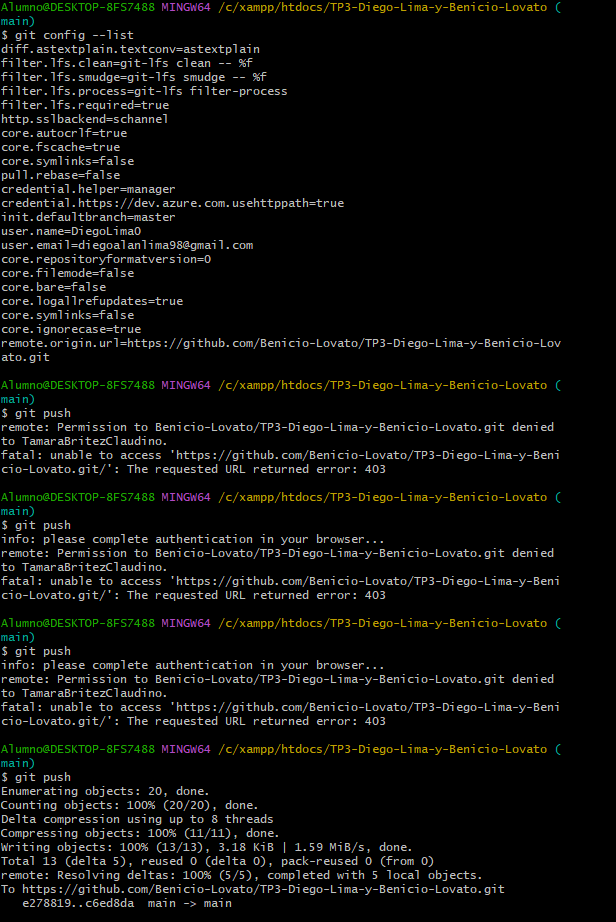 Alumno@DESKTOP-8FS7488 MINGW64 /c/xampp/htdocs/TP3-Diego-Lima-y-Benicio-Lovato (
main)
$ git config --list
diff.astextplain.textconv=astextplain
filter.lfs.clean=git-lfs clean -- %f
filter.lfs.smudge=git-lfs smudge -- %f
filter.lfs.process=git-lfs filter-process
filter.lfs.required=true
http.sslbackend=schannel
core.autocrlf=true
core.fscache=true
core.symlinks=false
pull.rebase=false
credential.helper=manager
credential.https://dev.azure.com.usehttppath=true
init.defaultbranch=master
user.name=DiegoLima0
user.email=diegoalanlima98@gmail.com
core.repositoryformatversion=0
core.filemode=false
core.bare=false
core.logallrefupdates=true
core.symlinks=false
core.ignorecase=true
remote.origin.url=https://github.com/Benicio-Lovato/TP3-Diego-Lima-y-Benicio-Lov
ato.git
Alumno@DESKTOP-8FS7488 MINGW64 /c/xampp/htdocs/TP3-Diego-Lima-y-Benicio-Lovato (
main)
$ git push
remote: Permission to Benicio-Lovato/TP3-Diego-Lima-y-Benicio-Lovato.git denied
to TamaraBritezClaudino.
fatal: unable to access 'https://github.com/Benicio-Lovato/TP3-Diego-Lima-y-Beni
cio-Lovato.git/': The requested URL returned error: 403
Alumno@DESKTOP-8FS7488 MINGW64 /c/xampp/htdocs/TP3-Diego-Lima-y-Benicio-Lovato (
main)
$ git push
info: please complete authentication in your browser...
remote: Permission to Benicio-Lovato/TP3-Diego-Lima-y-Benicio-Lovato.git denied
to TamaraBritezClaudino.
fatal: unable to access 'https://github.com/Benicio-Lovato/TP3-Diego-Lima-y-Beni
cio-Lovato.git/': The requested URL returned error: 403
Alumno@DESKTOP-8FS7488 MINGW64 /c/xampp/htdocs/TP3-Diego-Lima-y-Benicio-Lovato (
main)
$ git push
info: please complete authentication in your browser...
remote: Permission to Benicio-Lovato/TP3-Diego-Lima-y-Benicio-Lovato.git denied
to TamaraBritezClaudino.
fatal: unable to access 'https://github.com/Benicio-Lovato/TP3-Diego-Lima-y-Beni
cio-Lovato.git/': The requested URL returned error: 403
Alumno@DESKTOP-8FS7488 MINGW64 /c/xampp/htdocs/TP3-Diego-Lima-y-Benicio-Lovato (
main)
$ git push
Enumerating objects: 20, done.
Counting objects: 100% (20/20), done.
Delta compression using up to 8 threads
Compressing objects: 100% (11/11), done.
Writing objects: 100% (13/13), 3.18 KiB | 1.59 MiB/s, done.
Total 13 (delta 5), reused 0 (delta 0), pack-reused 0 (from 0)
remote: Resolving deltas: 100% (5/5), completed with 5 local objects.
To https://github.com/Benicio-Lovato/TP3-Diego-Lima-y-Benicio-Lovato.git
e278819..c6ed8da  main -> main